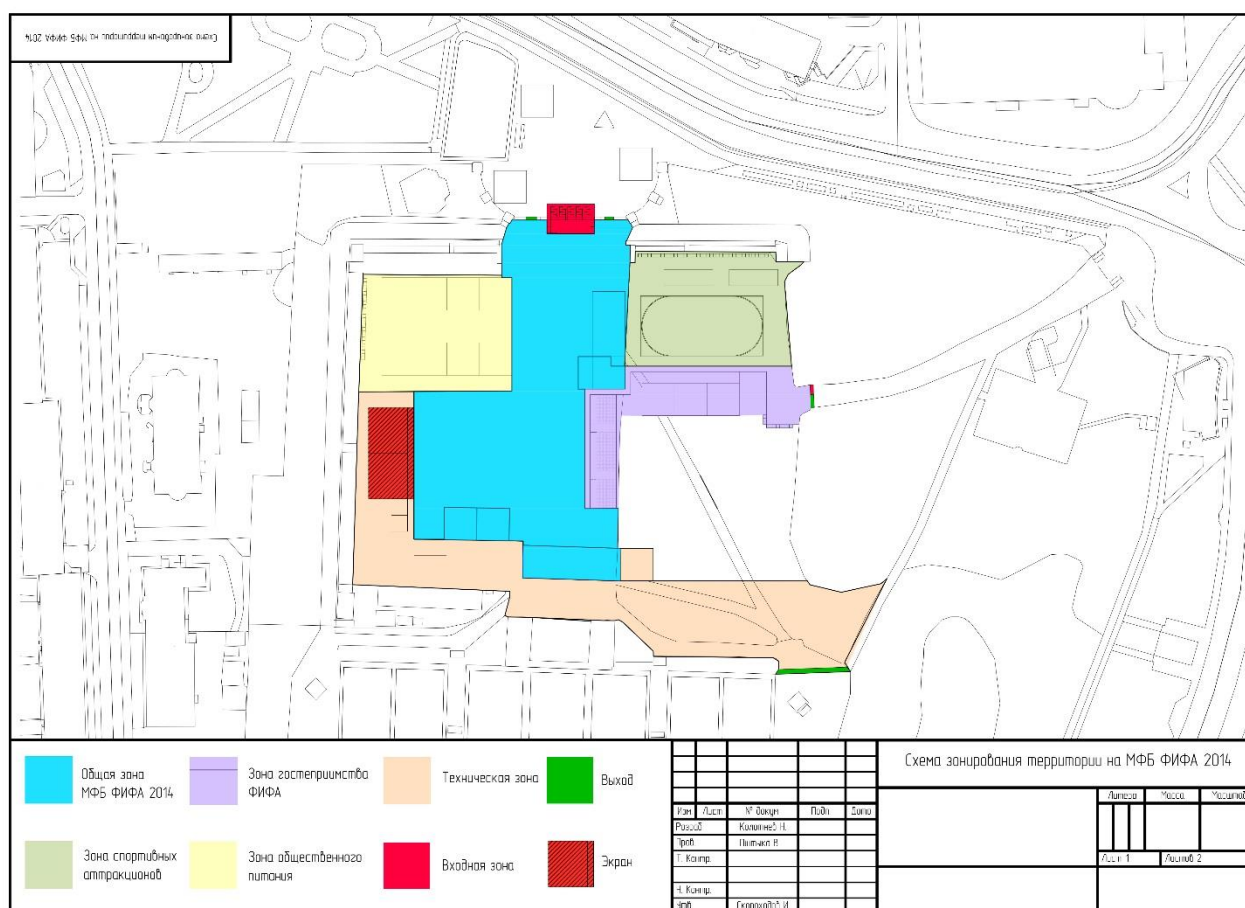 Схема зонирования территории на МФБ ФИФА 2014
Общая зона
МФБ ФИФА 2014
Зона гостеприимства
ФИФА
Техническая зона
Выход
Зона спортивных
аттракционов
Зона общественного
питания
Входная зона
Экран
Изм Лист № докум Подп Дата
Разраб
Пров
Т. Контр.
Н. Контр.
Утв Скороходов И
Схема зонирования территории на МФБ ФИФА 2014
Литера Масса Масштаб
Лист 1 Листов 2